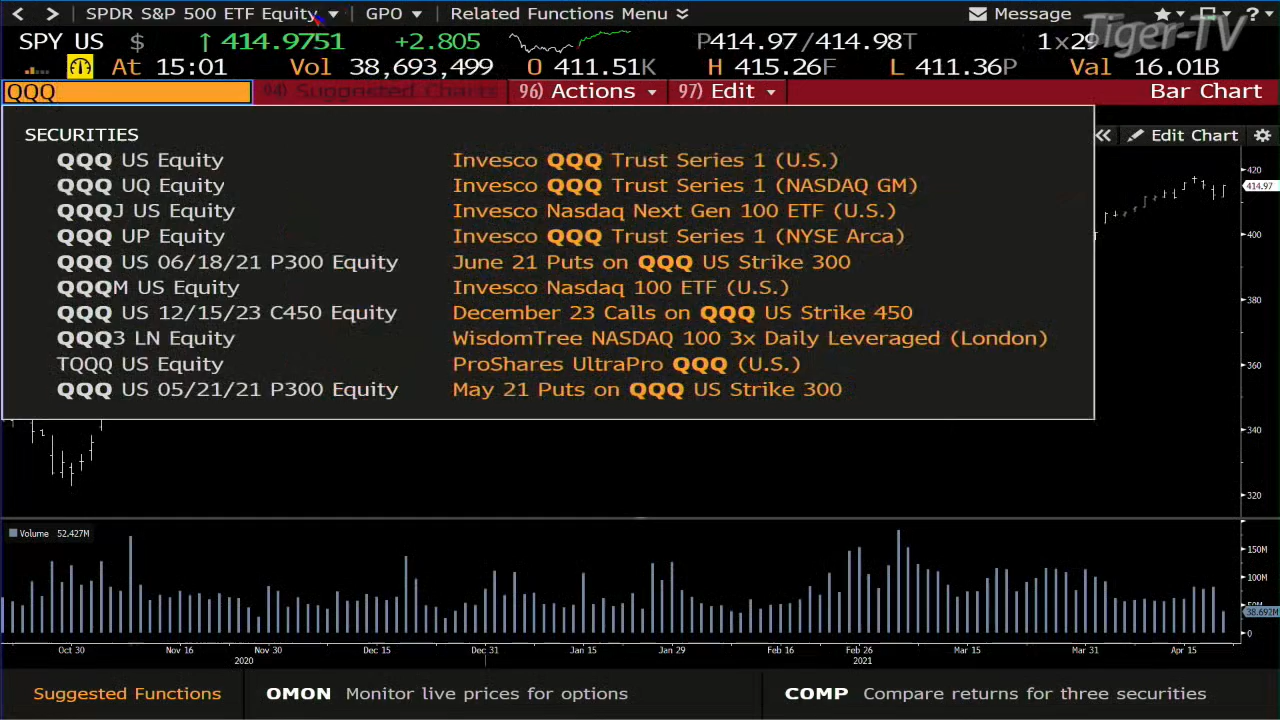 SPDR S&P 500 ETF Equity GPO Related Functions Menu Message ?
Tiger-TV
SPY US $ ↑ 414.9751 +2.805 P414.97/414.98T 1x29
At 15:01 Vol 38,693,499 O 411.51K H 415.26F L 411.36P Val 16.01B
QQQ 94) Suggested Charts 96) Actions 97) Edit Bar Chart
SECURITIES
« Edit Chart
QQQ US Equity Invesco QQQ Trust Series 1 (U.S.)
QQQ UQ Equity Invesco QQQ Trust Series 1 (NASDAQ GM)
QQQJ US Equity Invesco Nasdaq Next Gen 100 ETF (U.S.)
QQQ UP Equity Invesco QQQ Trust Series 1 (NYSE Arca)
QQQ US 06/18/21 P300 Equity June 21 Puts on QQQ US Strike 300
QQQM US Equity Invesco Nasdaq 100 ETF (U.S.)
QQQ US 12/15/23 C450 Equity December 23 Calls on QQQ US Strike 450
QQQ3 LN Equity WisdomTree NASDAQ 100 3x Daily Leveraged (London)
TQQQ US Equity ProShares UltraPro QQQ (U.S.)
QQQ US 05/21/21 P300 Equity May 21 Puts on QQQ US Strike 300
420
414.97
400
380
360
340
320
Volume 52.427M
150M
100M
50M
38.692M
0
Oct 30 Nov 16 Nov 30 Dec 15 Dec 31 Jan 15 Jan 29 Feb 16 Feb 26 Mar 15 Mar 31 Apr 15
2020 2021
Suggested Functions OMON Monitor live prices for options COMP Compare returns for three securities